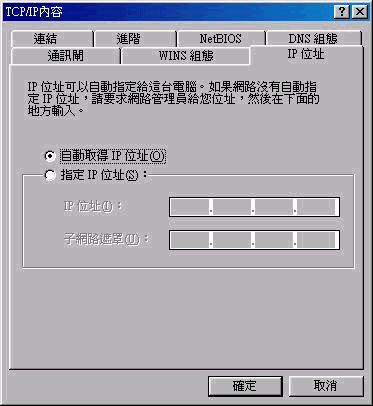 TCP/IP內容
連結 進階 NetBIOS DNS 組態
通訊閘 WINS 組態 IP 位址
IP 位址可以自動指定給這台電腦。如果網路沒有自動指
定 IP 位址，請要求網路管理員給您位址，然後在下面的
地方輸入。
自動取得 IP 位址(O)
指定 IP 位址(S)：
IP 位址(I)：
子網路遮罩(U)：
確定 取消